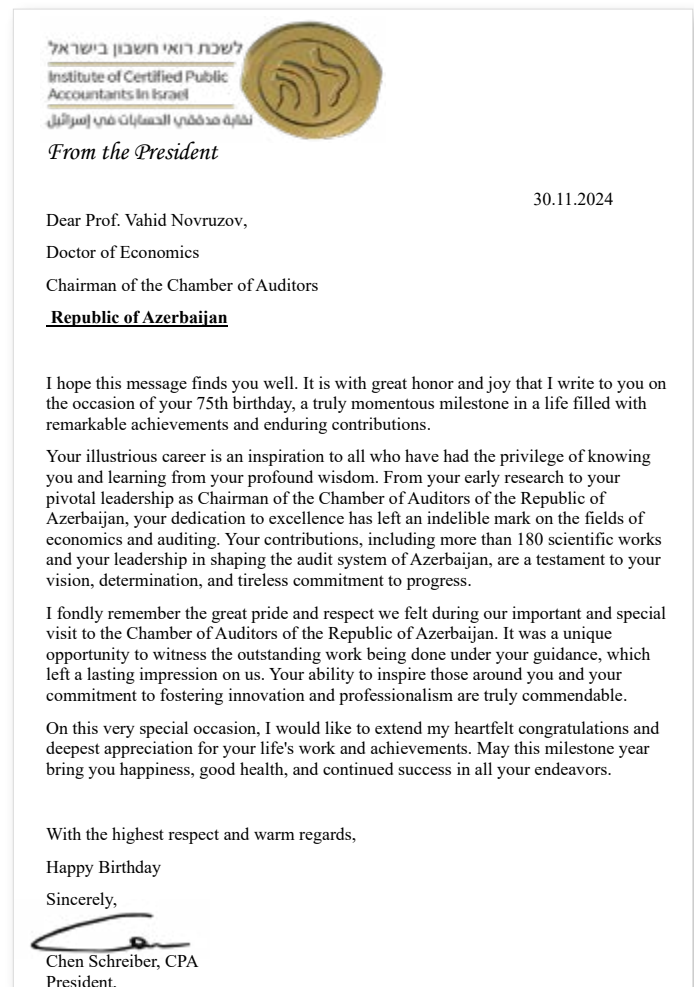 לשכת רואי חשבון בישראל
Institute of Certified Public
Accountants In Israel
نقابة مدققي الحسابات في إسرائيل
From the President
30.11.2024
Dear Prof. Vahid Novruzov,
Doctor of Economics
Chairman of the Chamber of Auditors
Republic of Azerbaijan
I hope this message finds you well. It is with great honor and joy that I write to you on
the occasion of your 75th birthday, a truly momentous milestone in a life filled with
remarkable achievements and enduring contributions.
Your illustrious career is an inspiration to all who have had the privilege of knowing
you and learning from your profound wisdom. From your early research to your
pivotal leadership as Chairman of the Chamber of Auditors of the Republic of
Azerbaijan, your dedication to excellence has left an indelible mark on the fields of
economics and auditing. Your contributions, including more than 180 scientific works
and your leadership in shaping the audit system of Azerbaijan, are a testament to your
vision, determination, and tireless commitment to progress.
I fondly remember the great pride and respect we felt during our important and special
visit to the Chamber of Auditors of the Republic of Azerbaijan. It was a unique
opportunity to witness the outstanding work being done under your guidance, which
left a lasting impression on us. Your ability to inspire those around you and your
commitment to fostering innovation and professionalism are truly commendable.
On this very special occasion, I would like to extend my heartfelt congratulations and
deepest appreciation for your life's work and achievements. May this milestone year
bring you happiness, good health, and continued success in all your endeavors.
With the highest respect and warm regards,
Happy Birthday
Sincerely,
Chen Schreiber, CPA
President.